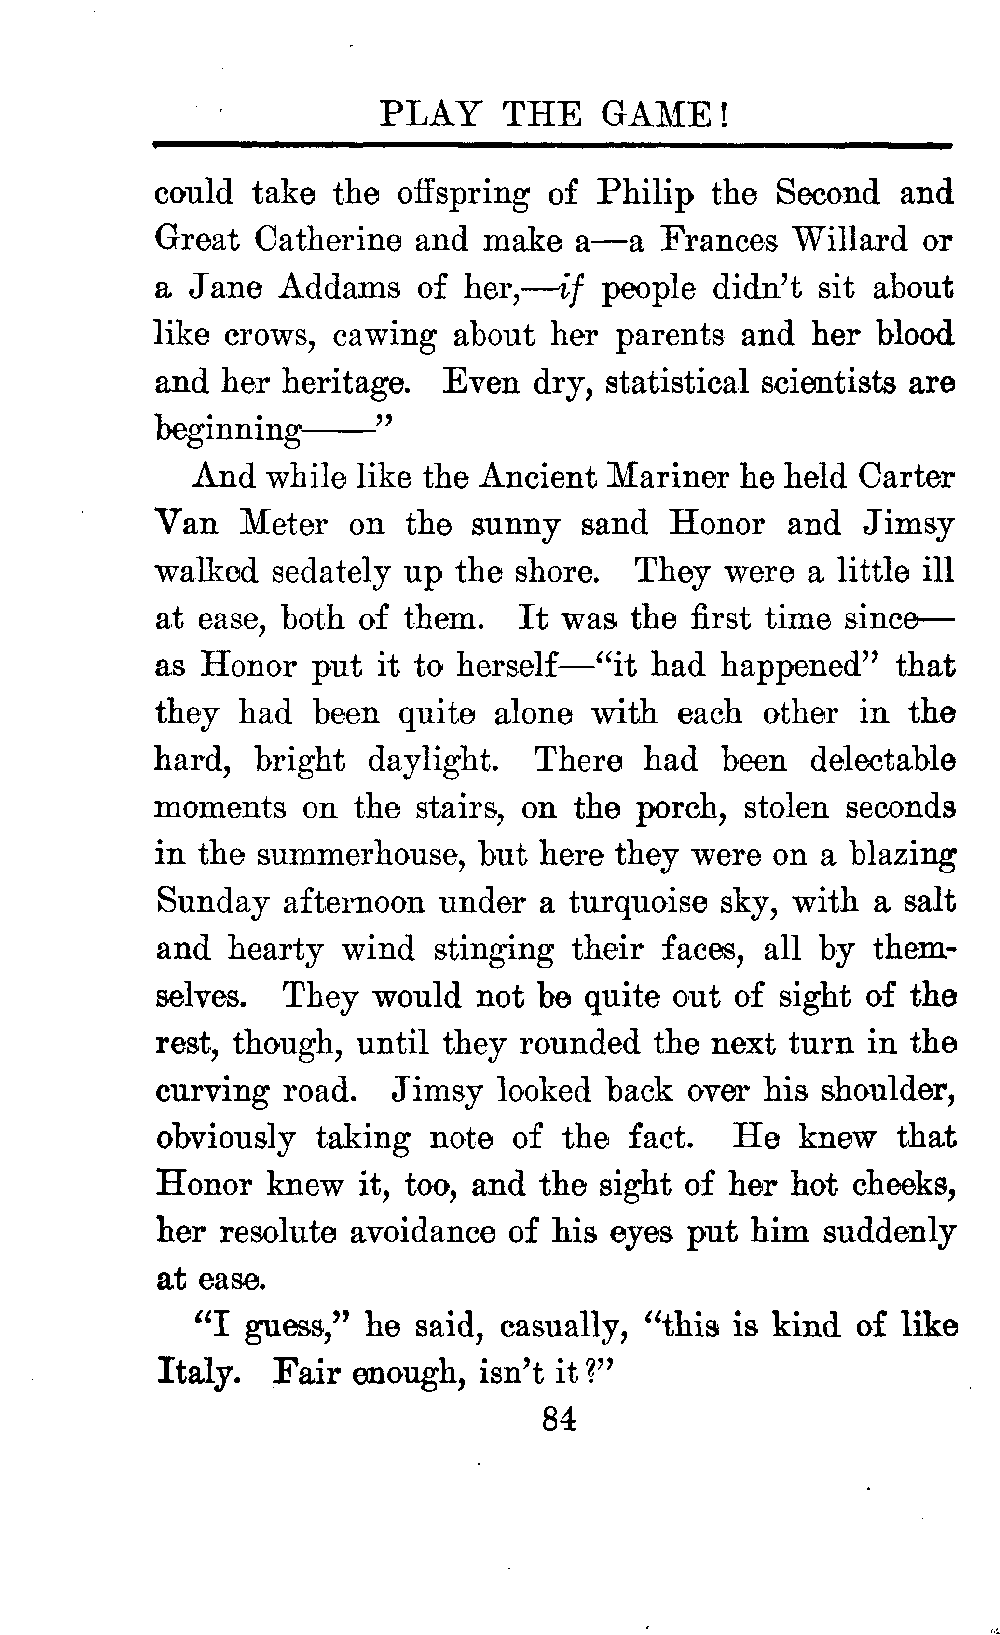 PLAY THE GAME!
could take the offspring of Philip the Second and
Great Catherine and make a—a Frances Willard or
a Jane Addams of her,—if people didn't sit about
like crows, cawing about her parents and her blood
and her heritage. Even dry, statistical scientists are
beginning——"
And while like the Ancient Mariner he held Carter
Van Meter on the sunny sand Honor and Jimsy
walked sedately up the shore. They were a little ill
at ease, both of them. It was the first time since—
as Honor put it to herself—"it had happened" that
they had been quite alone with each other in the
hard, bright daylight. There had been delectable
moments on the stairs, on the porch, stolen seconds
in the summerhouse, but here they were on a blazing
Sunday afternoon under a turquoise sky, with a salt
and hearty wind stinging their faces, all by them-
selves. They would not be quite out of sight of the
rest, though, until they rounded the next turn in the
curving road. Jimsy looked back over his shoulder,
obviously taking note of the fact. He knew that
Honor knew it, too, and the sight of her hot cheeks,
her resolute avoidance of his eyes put him suddenly
at ease.
"I guess," he said, casually, "this is kind of like
Italy. Fair enough, isn't it?"
84